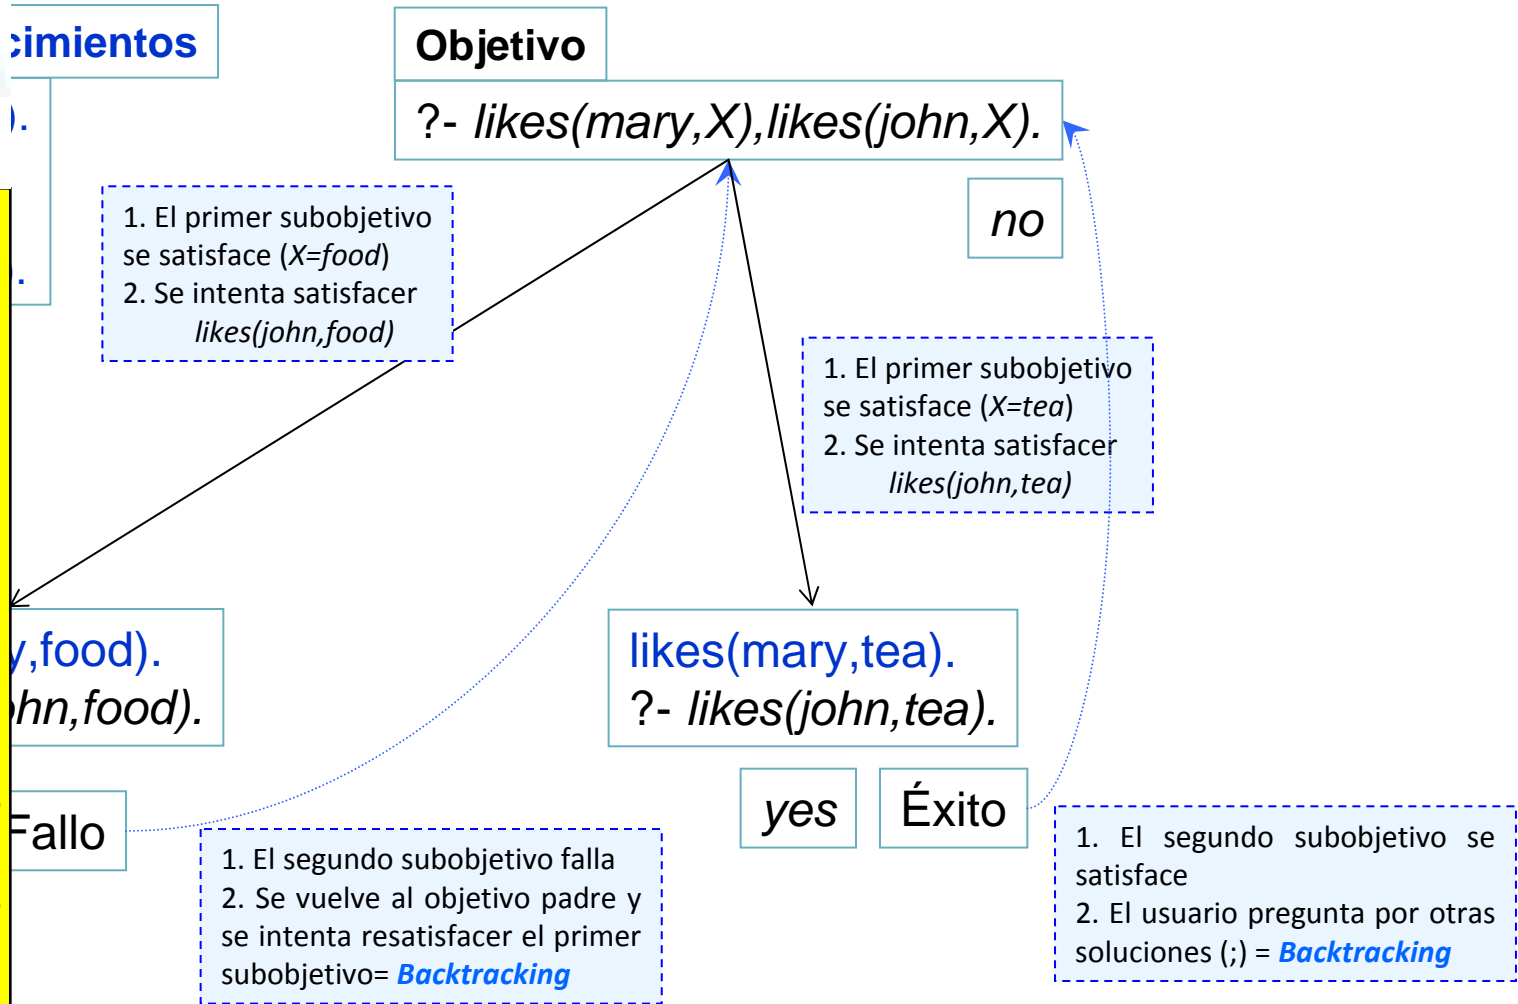 cimientos
).
).
Objetivo
?- likes(mary,X),likes(john,X).
no
1. El primer subobjetivo
se satisface (X=food)
2. Se intenta satisfacer
likes(john,food)
1. El primer subobjetivo
se satisface (X=tea)
2. Se intenta satisfacer
likes(john,tea)
y,food).
hn,food).
Fallo
likes(mary,tea).
?- likes(john,tea).
yes
Éxito
1. El segundo subobjetivo falla
2. Se vuelve al objetivo padre y
se intenta resatisfacer el primer
subobjetivo= Backtracking
1. El segundo subobjetivo se
satisface
2. El usuario pregunta por otras
soluciones (;) = Backtracking